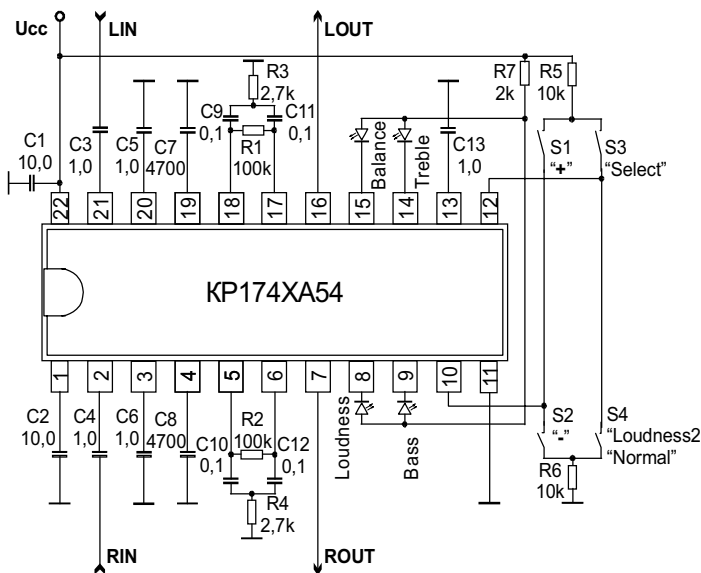 Ucc
LIN
LOUT
R3
2,7k
R7
2k
R5
10k
C9
0,1
C11
0,1
C1
10,0
C3
1,0
C5
1,0
C7
4700
R1
100k
Balance
Treble
C13
1,0
S1
“+”
S3
“Select”
22
21
20
19
18
17
16
15
14
13
12
КР174ХА54
1
2
3
4
5
6
7
8
9
10
11
C2
10,0
C4
1,0
C6
1,0
C8
4700
R2
100k
C10
0,1
C12
0,1
R4
2,7k
Loudness
Bass
S2
“-”
S4
“Loudness2
“Normal”
R6
10k
RIN
ROUT